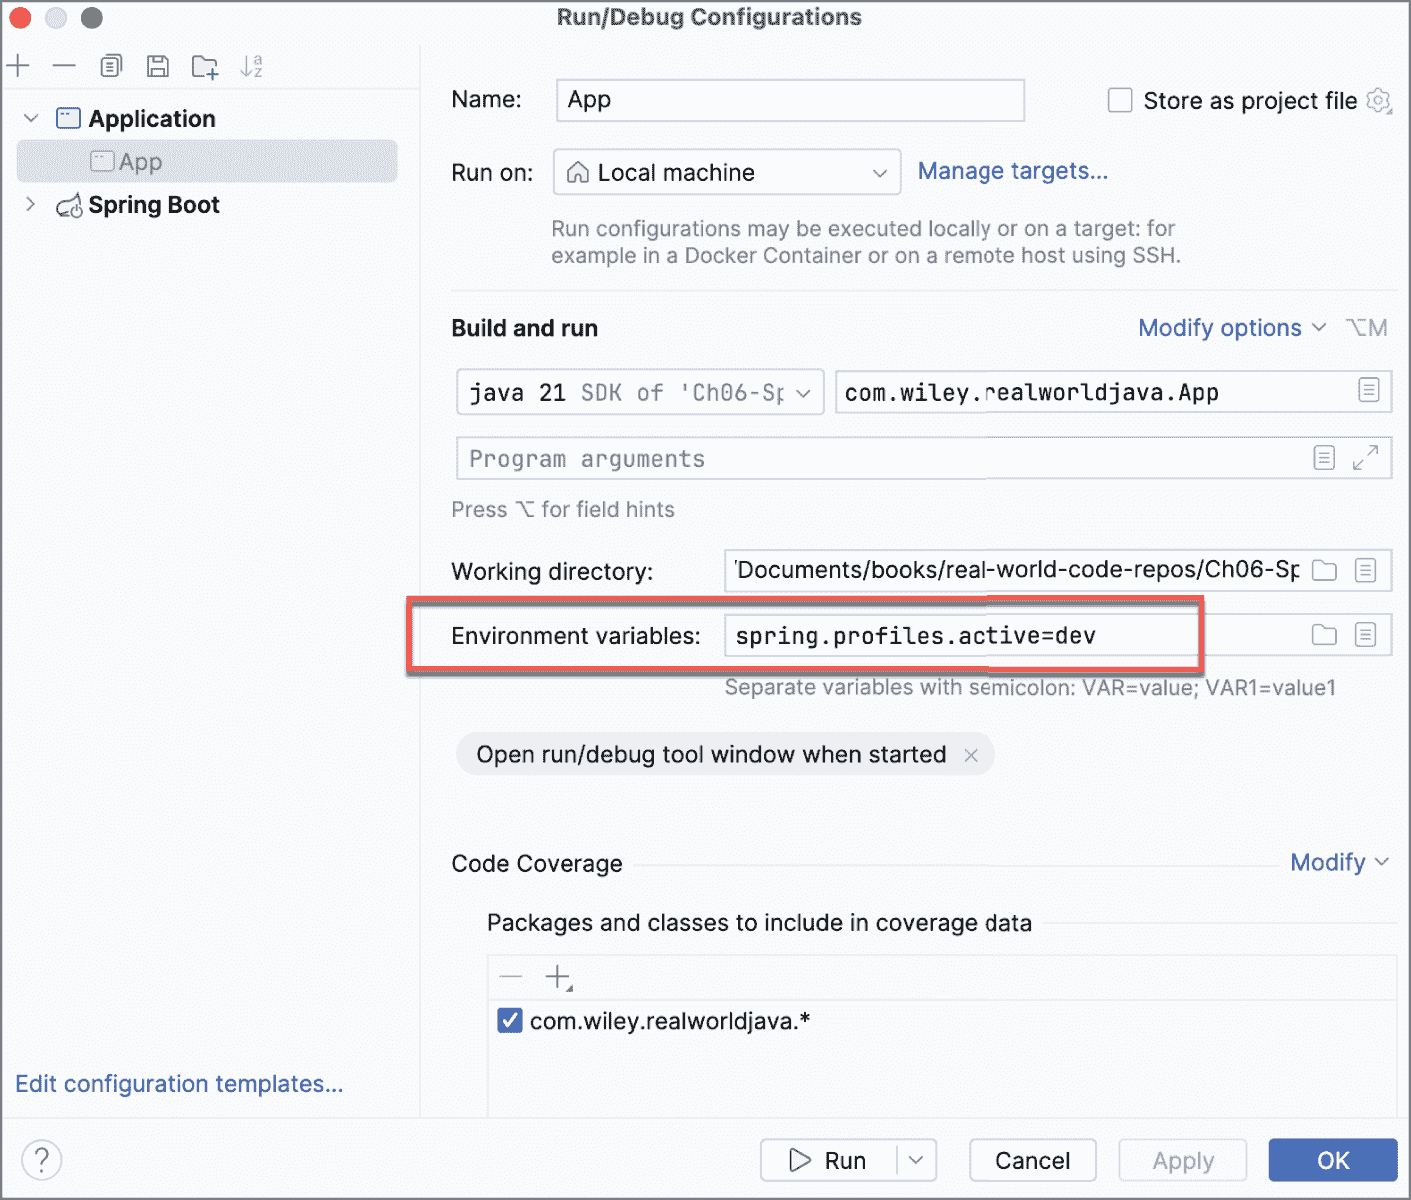 Run/Debug Configurations
Application
App
Spring Boot
Edit configuration templates...
Name: App Store as project file
Run on: Local machine Manage targets...
Run configurations may be executed locally or on a target: for
example in a Docker Container or on a remote host using SSH.
Build and run Modify options ⌥M
java 21 SDK of 'Ch06-Sp com.wiley.realworldjava.App
Program arguments
Press ⌥ for field hints
Working directory: /Documents/books/real-world-code-repos/Ch06-Sp
Environment variables: spring.profiles.active=dev
Separate variables with semicolon: VAR=value; VAR1=value1
Open run/debug tool window when started
Code Coverage Modify
Packages and classes to include in coverage data
com.wiley.realworldjava.*
? Run Cancel Apply OK